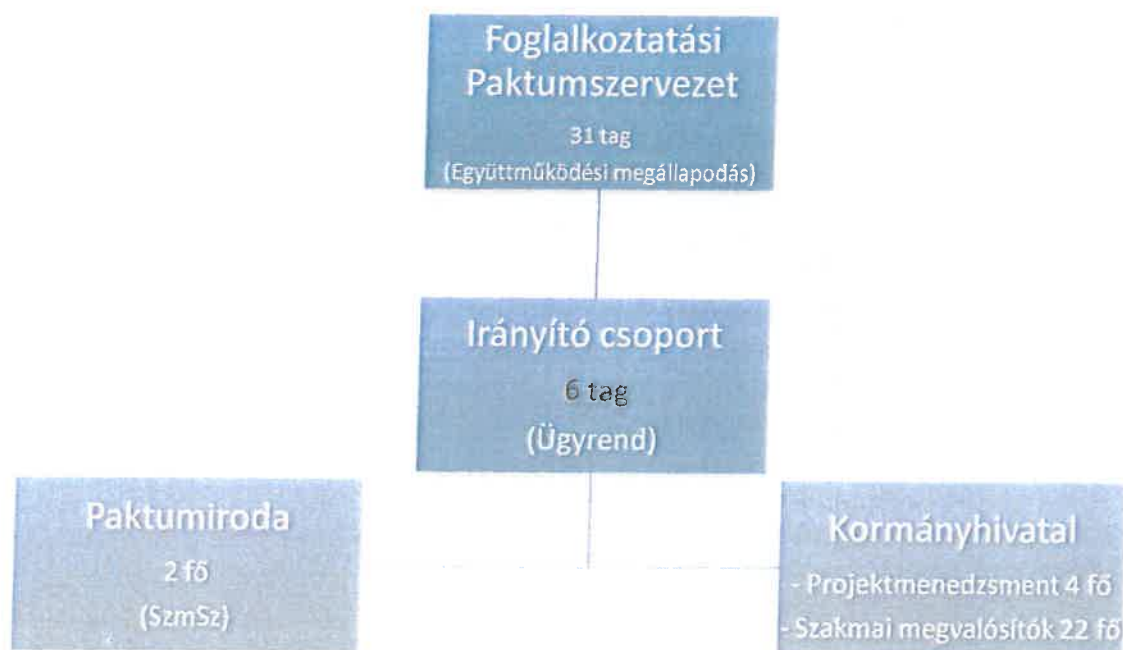 Foglalkoztatási
Paktumszervezet
31 tag
(Együttműködési megállapodás)
Irányító csoport
6 tag
(Ügyrend)
Paktumiroda
2 fő
(SzmSz)
Kormányhivatal
- Projektmenedzsment 4 fő
- Szakmai megvalósítók 22 fő